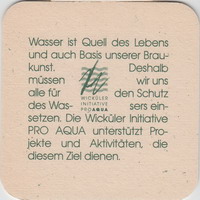 Wasser ist Quell des Lebens
und auch Basis unserer Brau-
kunst. Deshalb
müssen wir uns
alle für den Schutz
des Was- sers ein-
WICKÜLER
INITIATIVE
PRO AQUA
setzen. Die Wicküler Initiative
PRO AQUA unterstützt Pro-
jekte und Aktivitäten, die
diesem Ziel dienen.